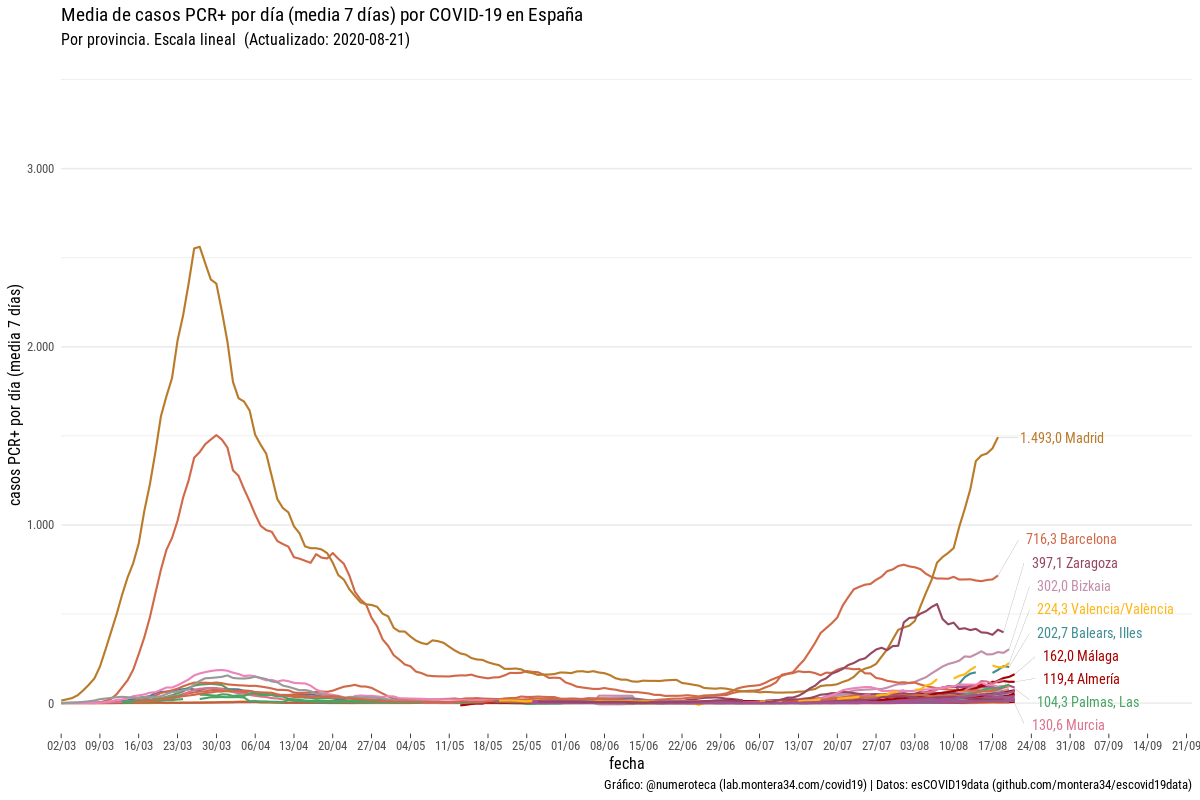 Media de casos PCR+ por día (media 7 días) por COVID-19 en España
Por provincia. Escala lineal (Actualizado: 2020-08-21)
casos PCR+ por día (media 7 días)
3.000
2.000
1.000
0
1.493,0 Madrid
716,3 Barcelona
397,1 Zaragoza
302,0 Bizkaia
224,3 Valencia/València
202,7 Balears, Illes
162,0 Málaga
119,4 Almería
104,3 Palmas, Las
130,6 Murcia
02/03 09/03 16/03 23/03 30/03 06/04 13/04 20/04 27/04 04/05 11/05 18/05 25/05 01/06 08/06 15/06 22/06 29/06 06/07 13/07 20/07 27/07 03/08 10/08 17/08 24/08 31/08 07/09 14/09 21/09
fecha
Gráfico: @numeroteca (lab.montera34.com/covid19) | Datos: esCOVID19data (github.com/montera34/escovid19data)